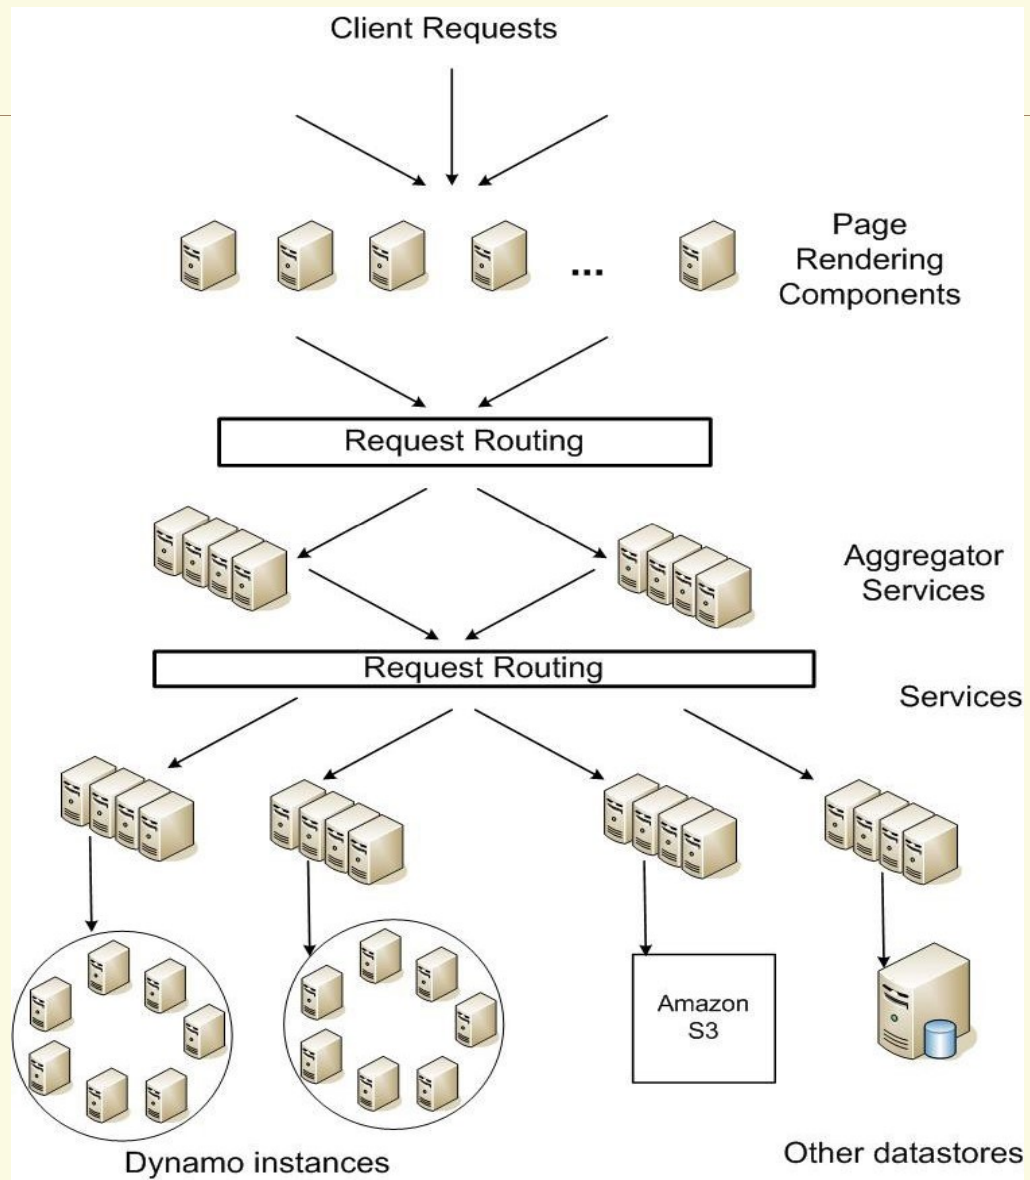 Client Requests
Page
Rendering
Components
...
Request Routing
Aggregator
Services
Request Routing
Services
Amazon
S3
Dynamo instances
Other datastores